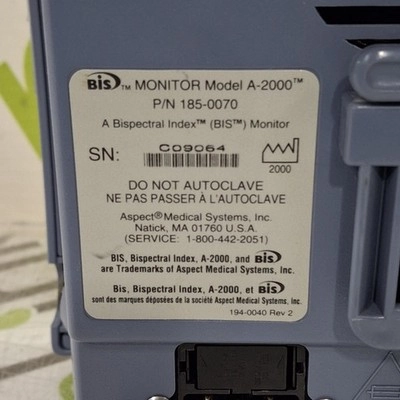 BIS™ MONITOR Model A-2000™
P/N 185-0070
A Bispectral Index™ (BIS™) Monitor
SN: C09064
2000
DO NOT AUTOCLAVE
NE PAS PASSER À L'AUTOCLAVE
Aspect® Medical Systems, Inc.
Natick, MA 01760 U.S.A.
(SERVICE: 1-800-442-2051)
BIS, Bispectral Index, A-2000, and BIS
are Trademarks of Aspect Medical Systems, Inc.
Bis, Bispectral Index, A-2000, et BIS
sont des marques déposées de la société Aspect Medical Systems, Inc.
194-0040 Rev 2